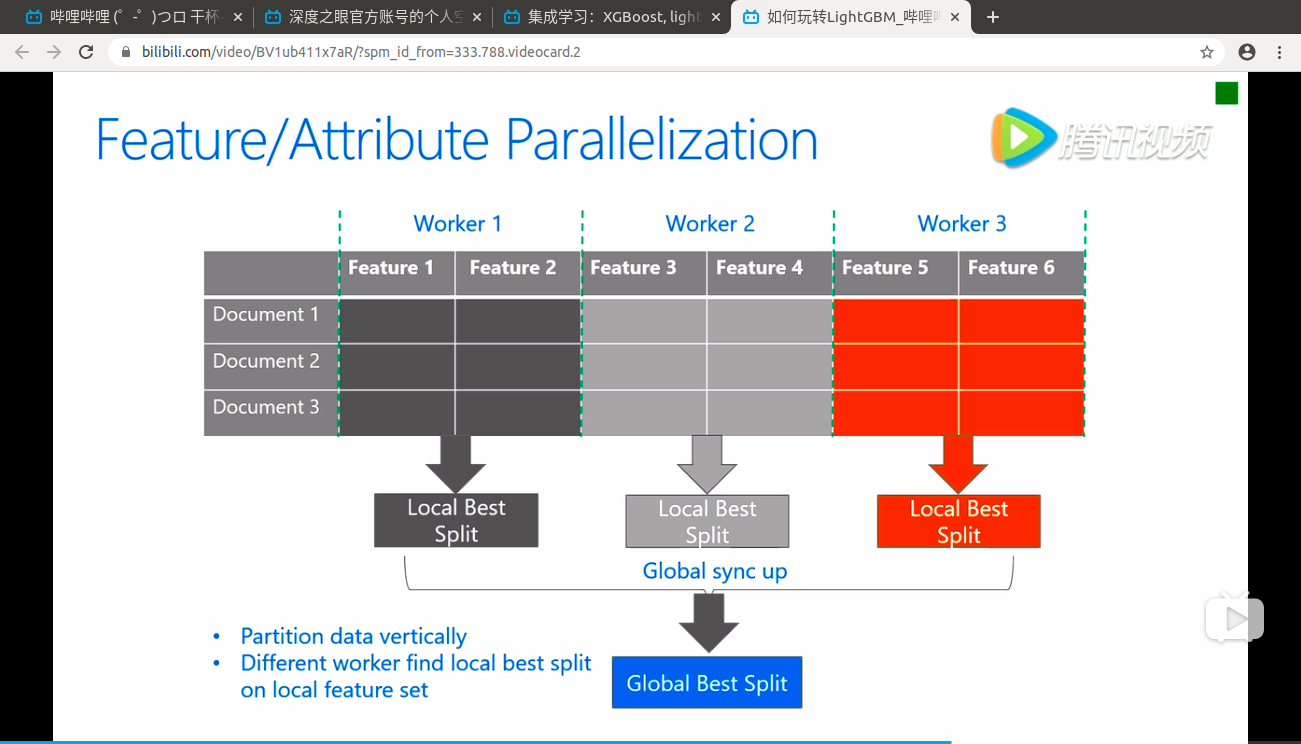 哔哩哔哩 (゜-゜)つロ 干杯
深度之眼官方账号的个人空
集成学习：XGBoost, light
如何玩转LightGBM_哔哩哔
bilibili.com/video/BV1ub411x7aR/?spm_id_from=333.788.videocard.2
Feature/Attribute Parallelization
腾讯视频
Worker 1 Worker 2 Worker 3
Feature 1 Feature 2 Feature 3 Feature 4 Feature 5 Feature 6
Document 1
Document 2
Document 3
Local Best Local Best Local Best
Split Split Split
Global sync up
• Partition data vertically
• Different worker find local best split
on local feature set
Global Best Split